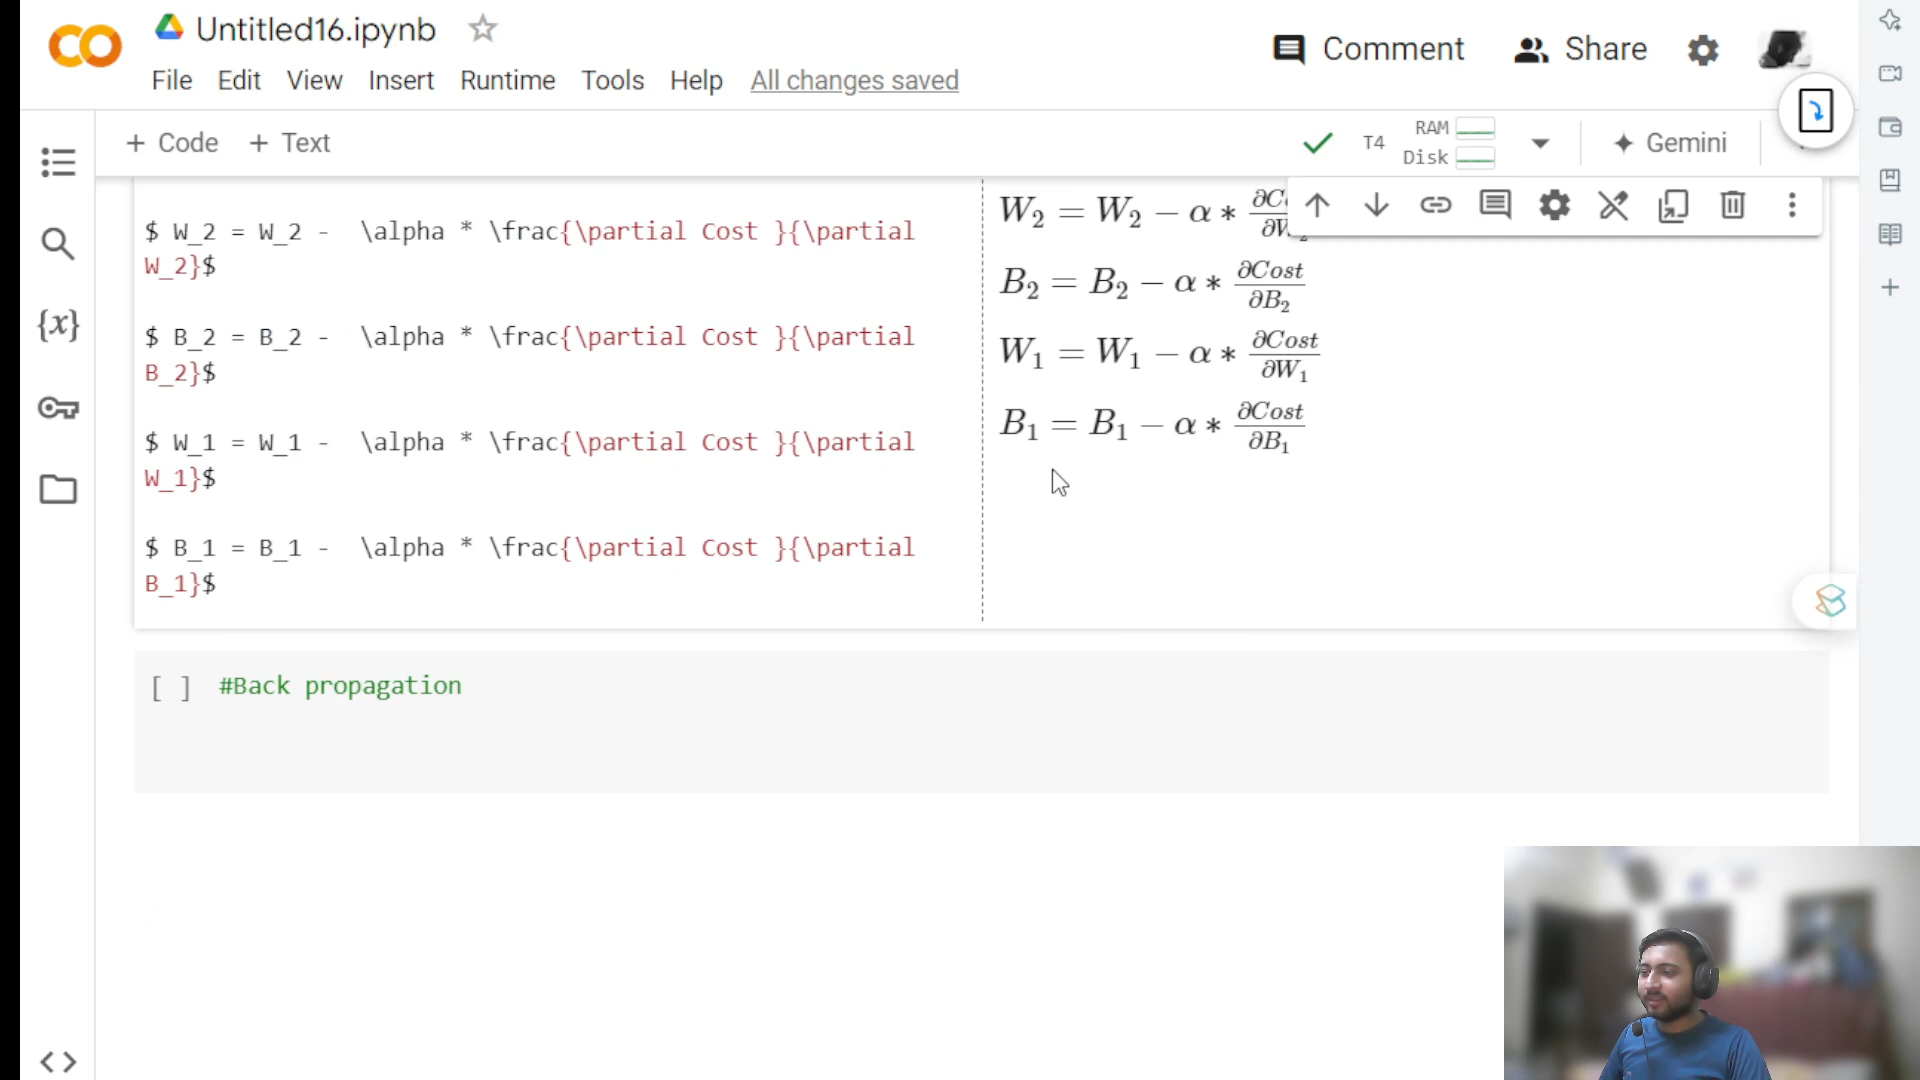 Untitled16.ipynb
Comment
Share
File Edit View Insert Runtime Tools Help All changes saved
+ Code + Text
T4
RAM
Disk
Gemini
$ W_2 = W_2 -  \alpha * \frac{\partial Cost }{\partial
W_2}$
$ B_2 = B_2 -  \alpha * \frac{\partial Cost }{\partial
B_2}$
$ W_1 = W_1 -  \alpha * \frac{\partial Cost }{\partial
W_1}$
$ B_1 = B_1 -  \alpha * \frac{\partial Cost }{\partial
B_1}$
W₂ = W₂ − α ∗
B₂ = B₂ − α ∗ ∂Cost/∂B₂
W₁ = W₁ − α ∗ ∂Cost/∂W₁
B₁ = B₁ − α ∗ ∂Cost/∂B₁
{x}
[ ] #Back propagation